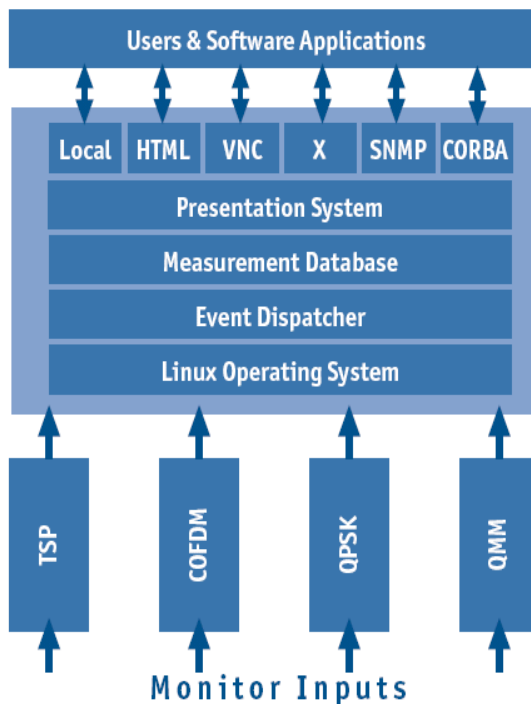 Users & Software Applications
Local HTML VNC X SNMP CORBA
Presentation System
Measurement Database
Event Dispatcher
Linux Operating System
TSP
COFDM
QPSK
QMM
Monitor Inputs